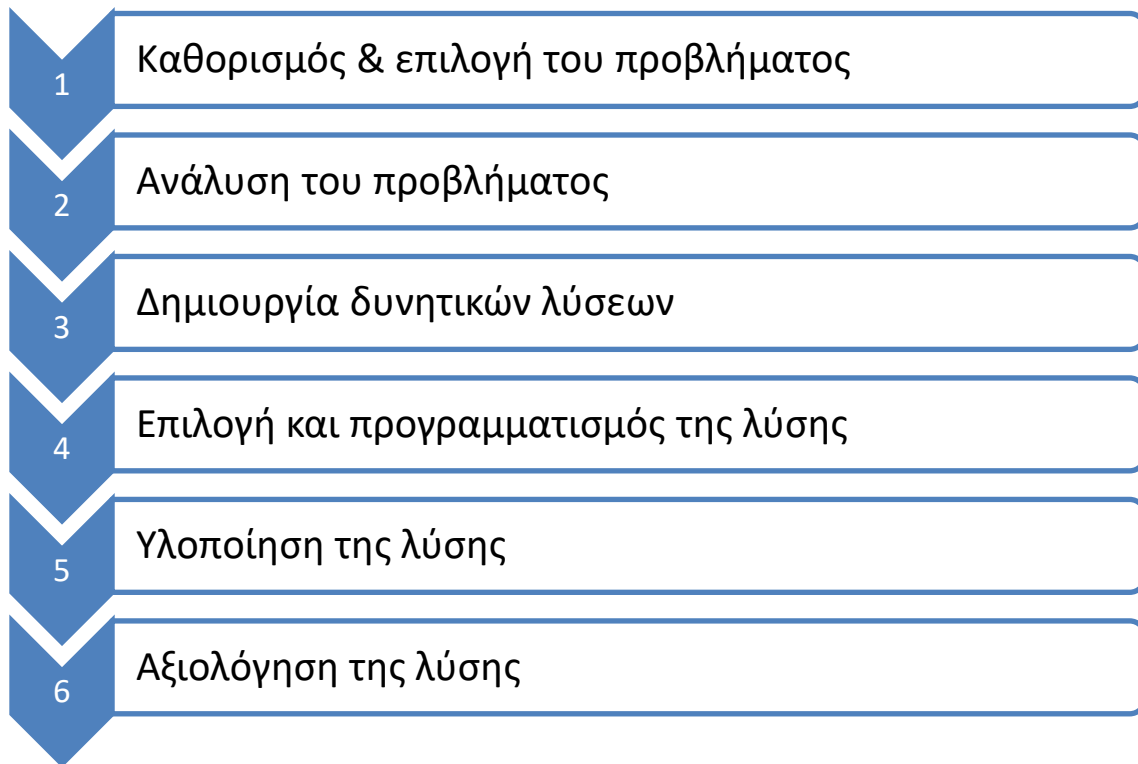 1
Καθορισμός & επιλογή του προβλήματος
2
Ανάλυση του προβλήματος
3
Δημιουργία δυνητικών λύσεων
4
Επιλογή και προγραμματισμός της λύσης
5
Υλοποίηση της λύσης
6
Αξιολόγηση της λύσης